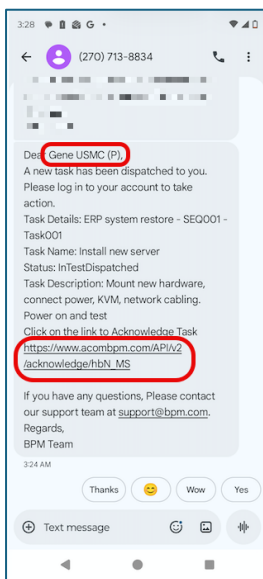 3:28
(270) 713-8834
Dear Gene USMC (P),
A new task has been dispatched to you.
Please log in to your account to take
action.
Task Details: ERP system restore - SEQ001 -
Task001
Task Name: Install new server
Status: InTestDispatched
Task Description: Mount new hardware,
connect power, KVM, network cabling.
Power on and test
Click on the link to Acknowledge Task
https://www.acombpm.com/API/v2
/acknowledge/hbN_MS
If you have any questions, Please contact
our support team at support@bpm.com.
Regards,
BPM Team
3:24 AM
Thanks
Wow
Yes
Text message